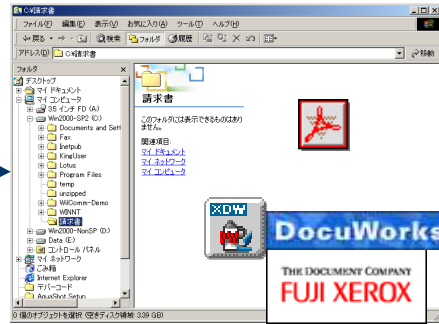 C:¥請求書
ファイル(F) 編集(E) 表示(V) お気に入り(A) ツール(T) ヘルプ(H)
戻る 検索 フォルダ 履歴
アドレス(D) C:¥請求書 移動
フォルダ
デスクトップ
マイ ドキュメント
マイ コンピュータ
3.5 インチ FD (A:)
Win2000-SP2 (C:)
Documents and Sett
Fax
Inetpub
KingUser
Lotus
Program Files
temp
unzipped
WilComm-Demo
WINNT
請求書
Win2000-NonSP (D:)
Data (E:)
コントロール パネル
マイ ネットワーク
ごみ箱
Internet Explorer
デバーコード
AquaShot Setup
請求書
このフォルダには表示できるものはあり
ません。
関連項目:
マイ ドキュメント
マイ ネットワーク
マイ コンピュータ
XDW
DocuWorks
THE DOCUMENT COMPANY
FUJI XEROX
0 個のオブジェクトを選択 (空きディスク領域: 3.39 GB)